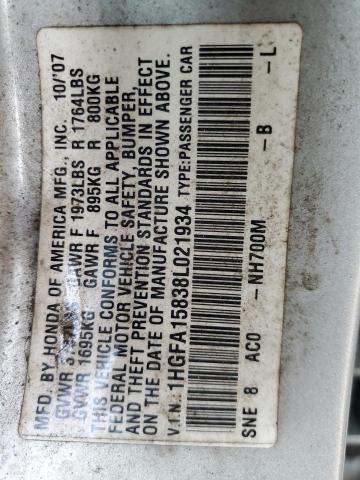 MFD. BY HONDA OF AMERICA MFG., INC. 10/'07
GVWR GAWR F 1973LBS R 1764LBS
GVWR 1695KG GAWR F 895KG R 800KG
THIS VEHICLE CONFORMS TO ALL APPLICABLE
FEDERAL MOTOR VEHICLE SAFETY, BUMPER,
AND THEFT PREVENTION STANDARDS IN EFFECT
ON THE DATE OF MANUFACTURE SHOWN ABOVE.
V.I.N.: 1HGFA15838L021934 TYPE:PASSENGER CAR
SNE 8 AC0 -NH700M -B -L